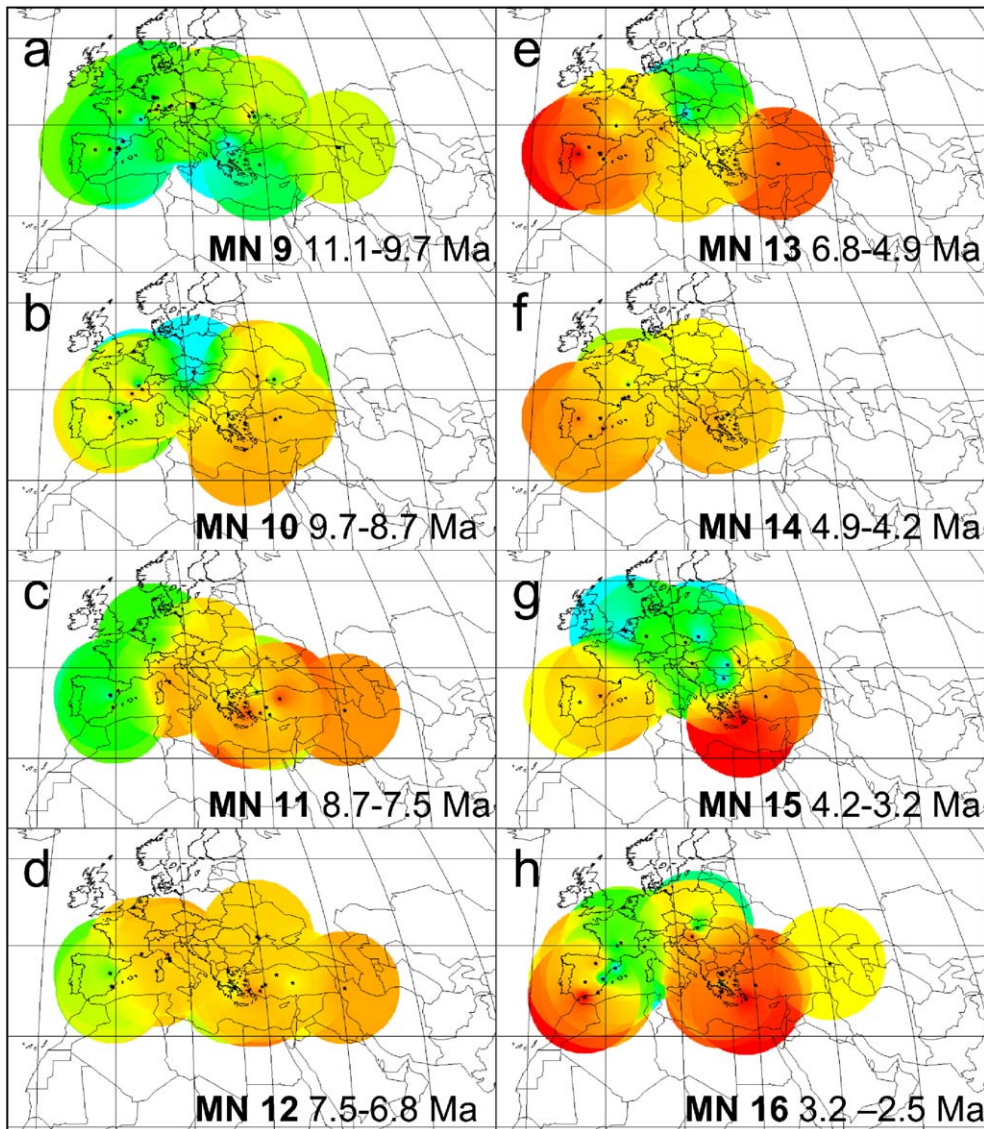 a
MN 9 11.1-9.7 Ma
b
MN 10 9.7-8.7 Ma
c
MN 11 8.7-7.5 Ma
d
MN 12 7.5-6.8 Ma
e
MN 13 6.8-4.9 Ma
f
MN 14 4.9-4.2 Ma
g
MN 15 4.2-3.2 Ma
h
MN 16 3.2 –2.5 Ma